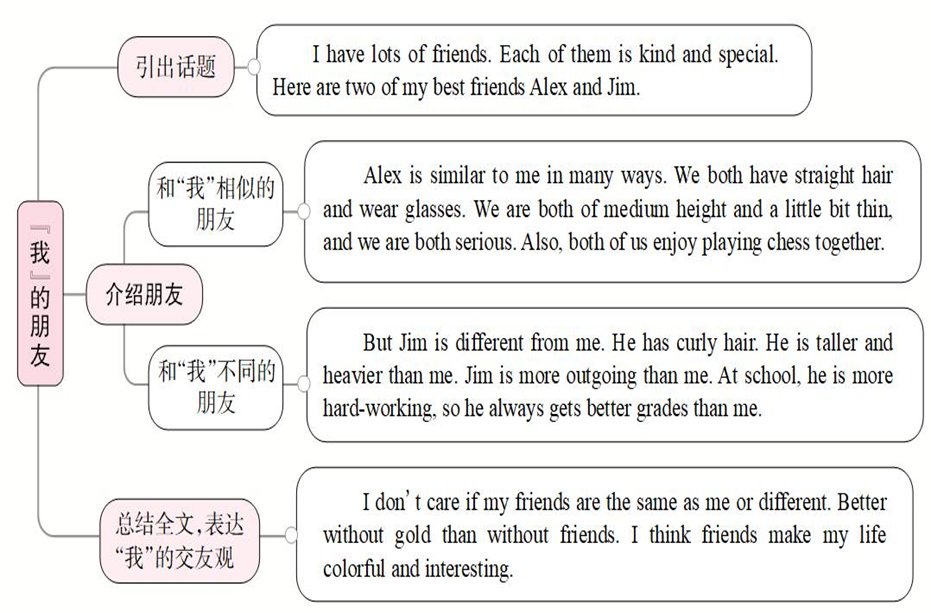 『我』的朋友
引出话题
I have lots of friends. Each of them is kind and special.
Here are two of my best friends Alex and Jim.
介绍朋友
和“我”相似的
朋友
Alex is similar to me in many ways. We both have straight hair
and wear glasses. We are both of medium height and a little bit thin,
and we are both serious. Also, both of us enjoy playing chess together.
和“我”不同的
朋友
But Jim is different from me. He has curly hair. He is taller and
heavier than me. Jim is more outgoing than me. At school, he is more
hard-working, so he always gets better grades than me.
总结全文,表达
“我”的交友观
I don’t care if my friends are the same as me or different. Better
without gold than without friends. I think friends make my life
colorful and interesting.